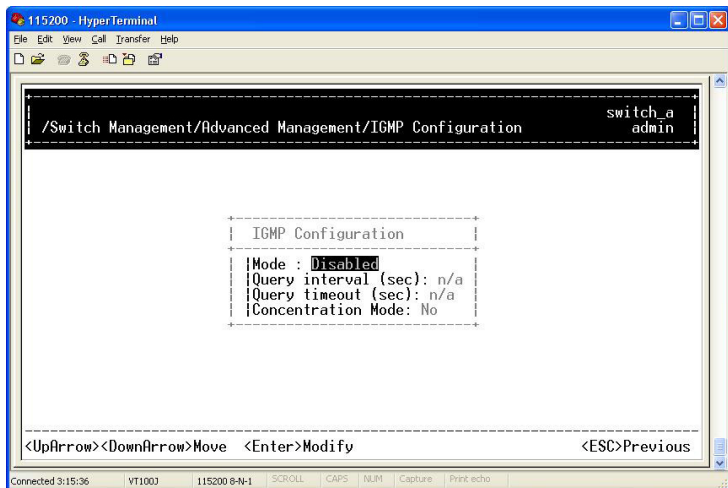 115200 - HyperTerminal
File Edit View Call Transfer Help
switch_a
/Switch Management/Advanced Management/IGMP Configuration admin
IGMP Configuration
Mode : Disabled
Query interval (sec): n/a
Query timeout (sec): n/a
Concentration Mode: No
<UpArrow><DownArrow>Move <Enter>Modify <ESC>Previous
Connected 3:15:36 VT100J 115200 8-N-1 SCROLL CAPS NUM Capture Print echo